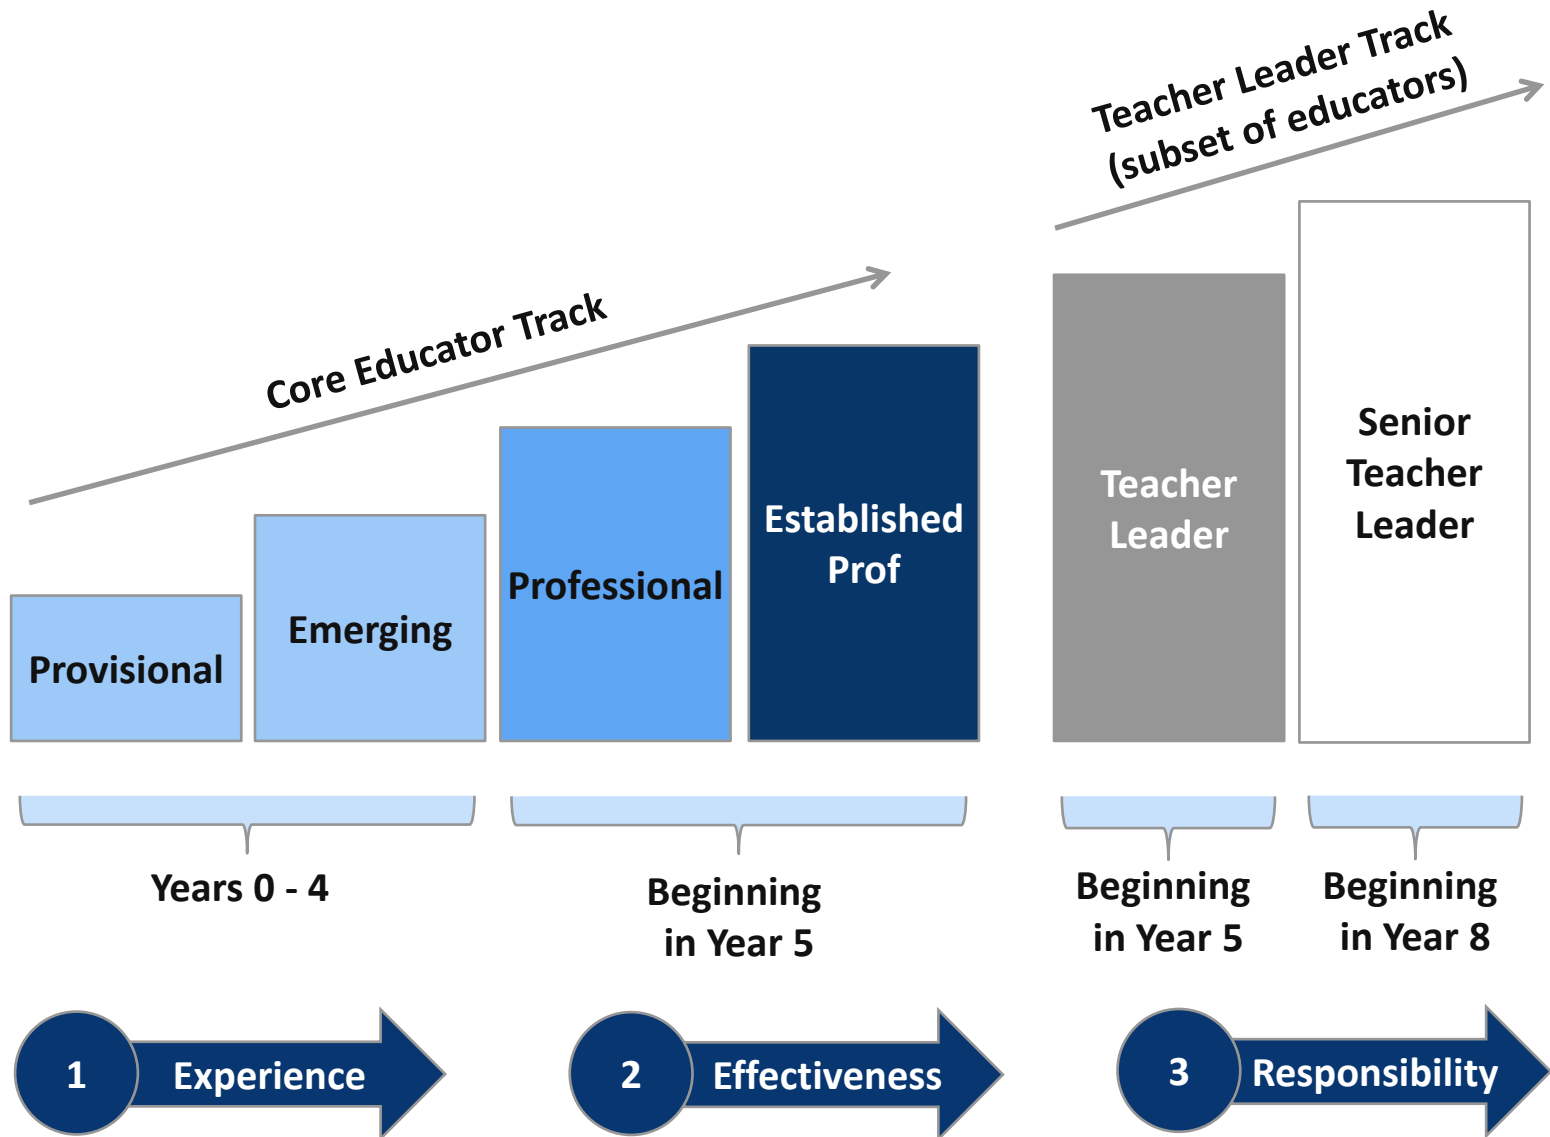 Teacher Leader Track
(subset of educators)
Core Educator Track
Provisional
Emerging
Professional
Established
Prof
Teacher
Leader
Senior
Teacher
Leader
Years 0 - 4
Beginning
in Year 5
Beginning
in Year 5
Beginning
in Year 8
1
Experience
2
Effectiveness
3
Responsibility